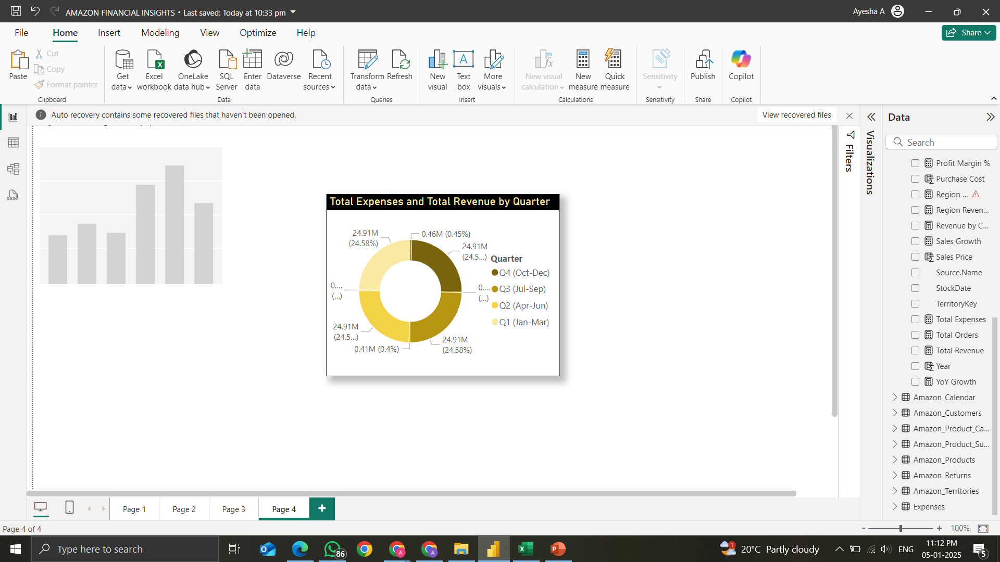 AMAZON FINANCIAL INSIGHTS • Last saved: Today at 10:33 pm
Ayesha A
File Home Insert Modeling View Optimize Help
Share
Paste
Cut
Copy
Format painter
Clipboard
Get data
Excel workbook
OneLake data hub
SQL Server
Enter data
Dataverse
Recent sources
Data
Transform data
Refresh
Queries
New visual
Text box
More visuals
Insert
New visual calculation
New measure
Quick measure
Calculations
Sensitivity
Sensitivity
Publish
Share
Copilot
Copilot
Auto recovery contains some recovered files that haven't been opened.
View recovered files
Total Expenses and Total Revenue by Quarter
24.91M
(24.58%)
0.46M (0.45%)
24.91M
(24.5...)
0....
(...)
0....
(...)
24.91M
(24.5...)
0.41M (0.4%)
24.91M
(24.58%)
Quarter
Q4 (Oct-Dec)
Q3 (Jul-Sep)
Q2 (Apr-Jun)
Q1 (Jan-Mar)
Filters
Visualizations
Data
Search
Profit Margin %
Purchase Cost
Region ...
Region Reven...
Revenue by C...
Sales Growth
Sales Price
Source.Name
StockDate
TerritoryKey
Total Expenses
Total Orders
Total Revenue
Year
YoY Growth
Amazon_Calendar
Amazon_Customers
Amazon_Product_Ca...
Amazon_Product_Su...
Amazon_Products
Amazon_Returns
Amazon_Territories
Expenses
DAX
Page 1
Page 2
Page 3
Page 4
+
Page 4 of 4
- + 100%
Type here to search
86
20°C Partly cloudy
ENG
11:12 PM
05-01-2025
5